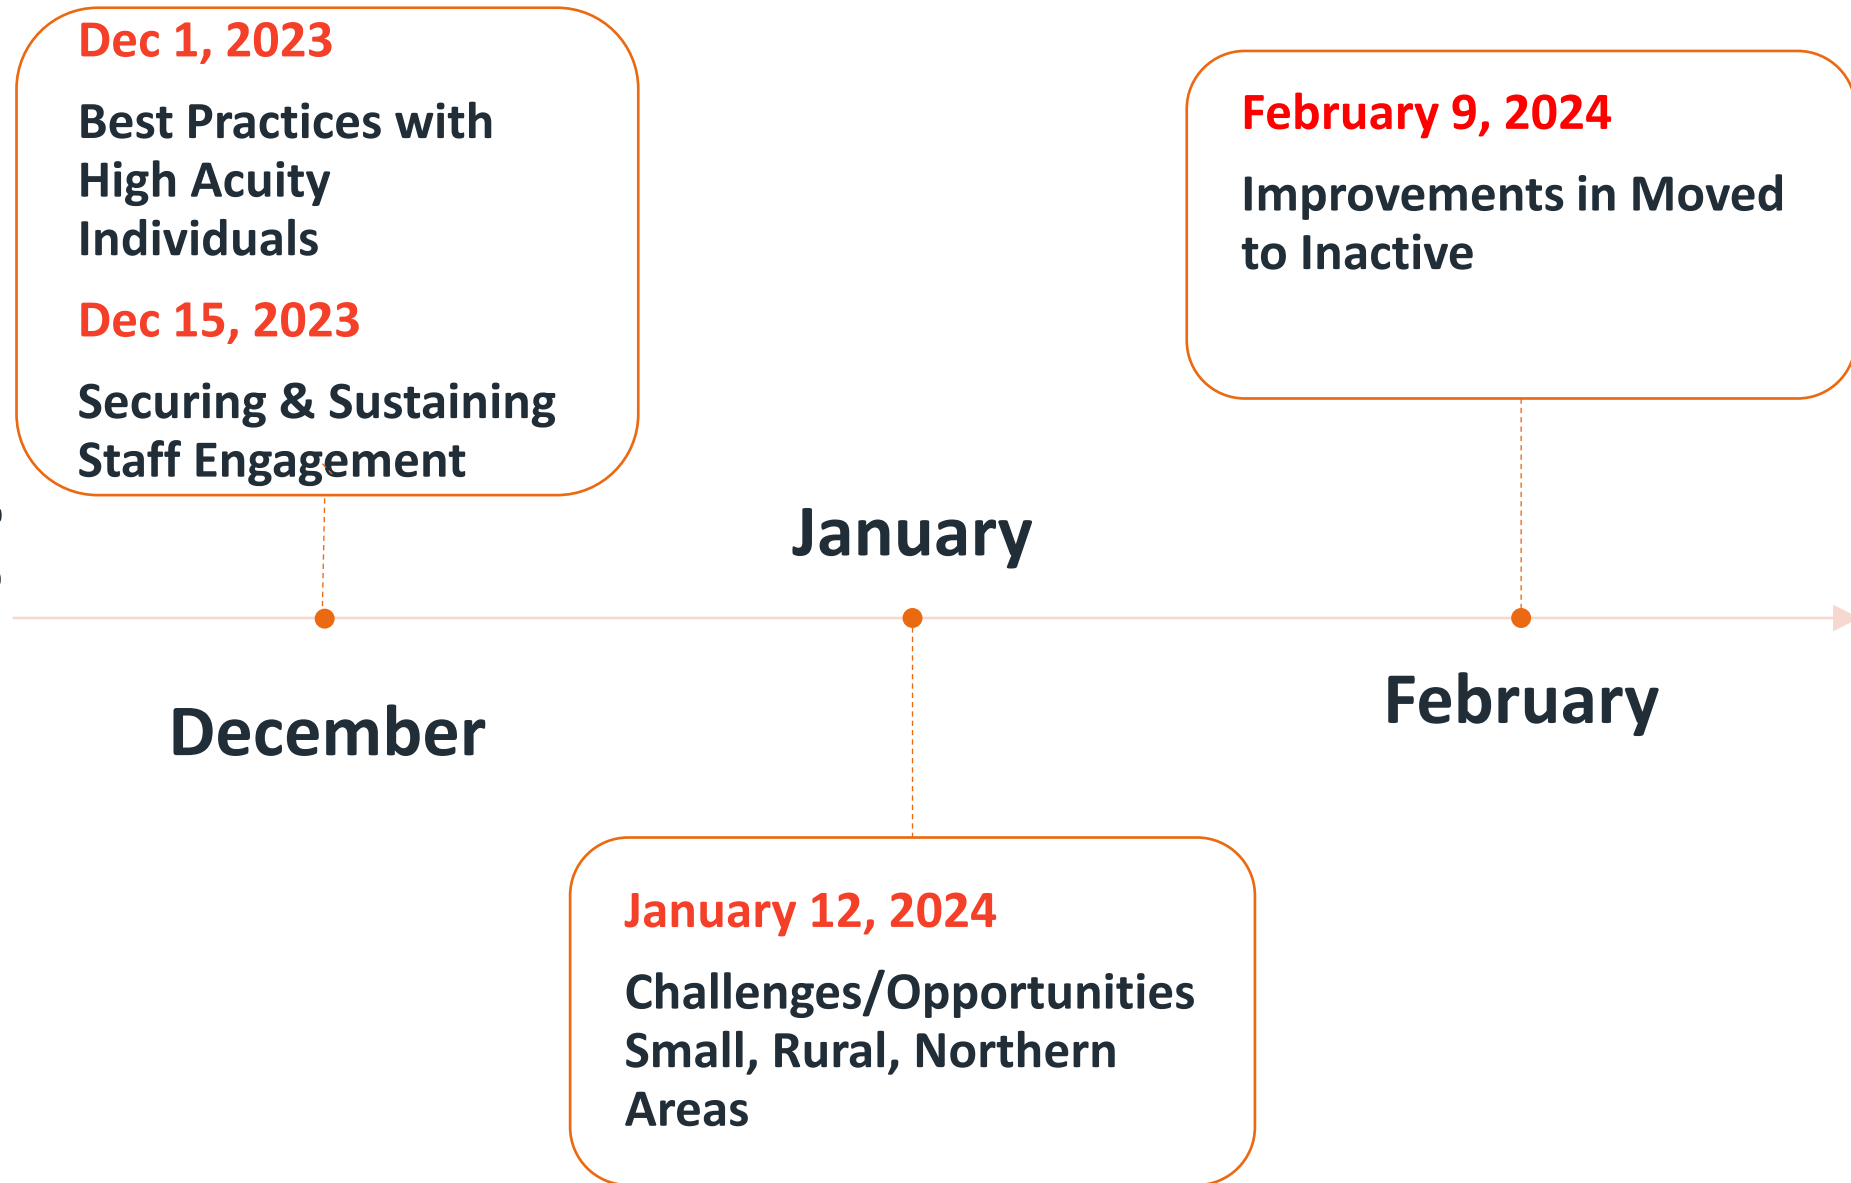 Dec 1, 2023
Best Practices with
High Acuity
Individuals
Dec 15, 2023
Securing & Sustaining
Staff Engagement
February 9, 2024
Improvements in Moved
to Inactive
January
December
February
January 12, 2024
Challenges/Opportunities
Small, Rural, Northern
Areas